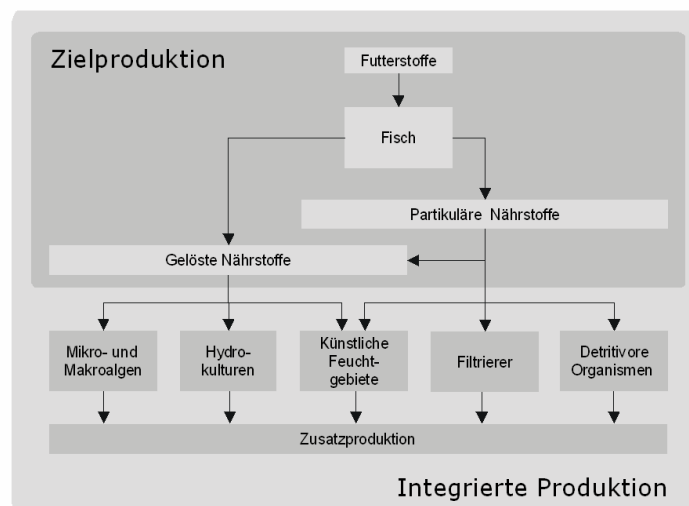 Zielproduktion
Futterstoffe
Fisch
Partikuläre Nährstoffe
Gelöste Nährstoffe
Mikro- und
Makroalgen
Hydro-
kulturen
Künstliche
Feucht-
gebiete
Filtrierer
Detritivore
Organismen
Zusatzproduktion
Integrierte Produktion